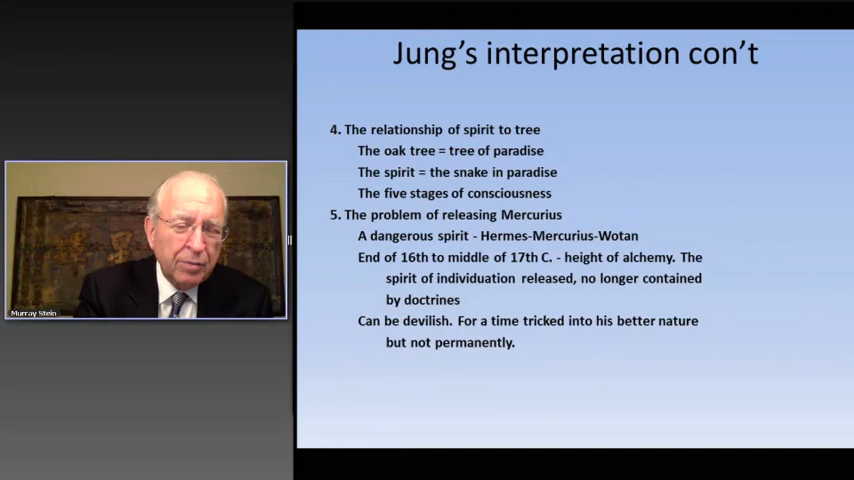 Jung's interpretation con't
4. The relationship of spirit to tree
The oak tree = tree of paradise
The spirit = the snake in paradise
The five stages of consciousness
5. The problem of releasing Mercurius
A dangerous spirit - Hermes-Mercurius-Wotan
End of 16th to middle of 17th C. - height of alchemy. The
spirit of individuation released, no longer contained
by doctrines
Can be devilish. For a time tricked into his better nature
but not permanently.
Murray Stein